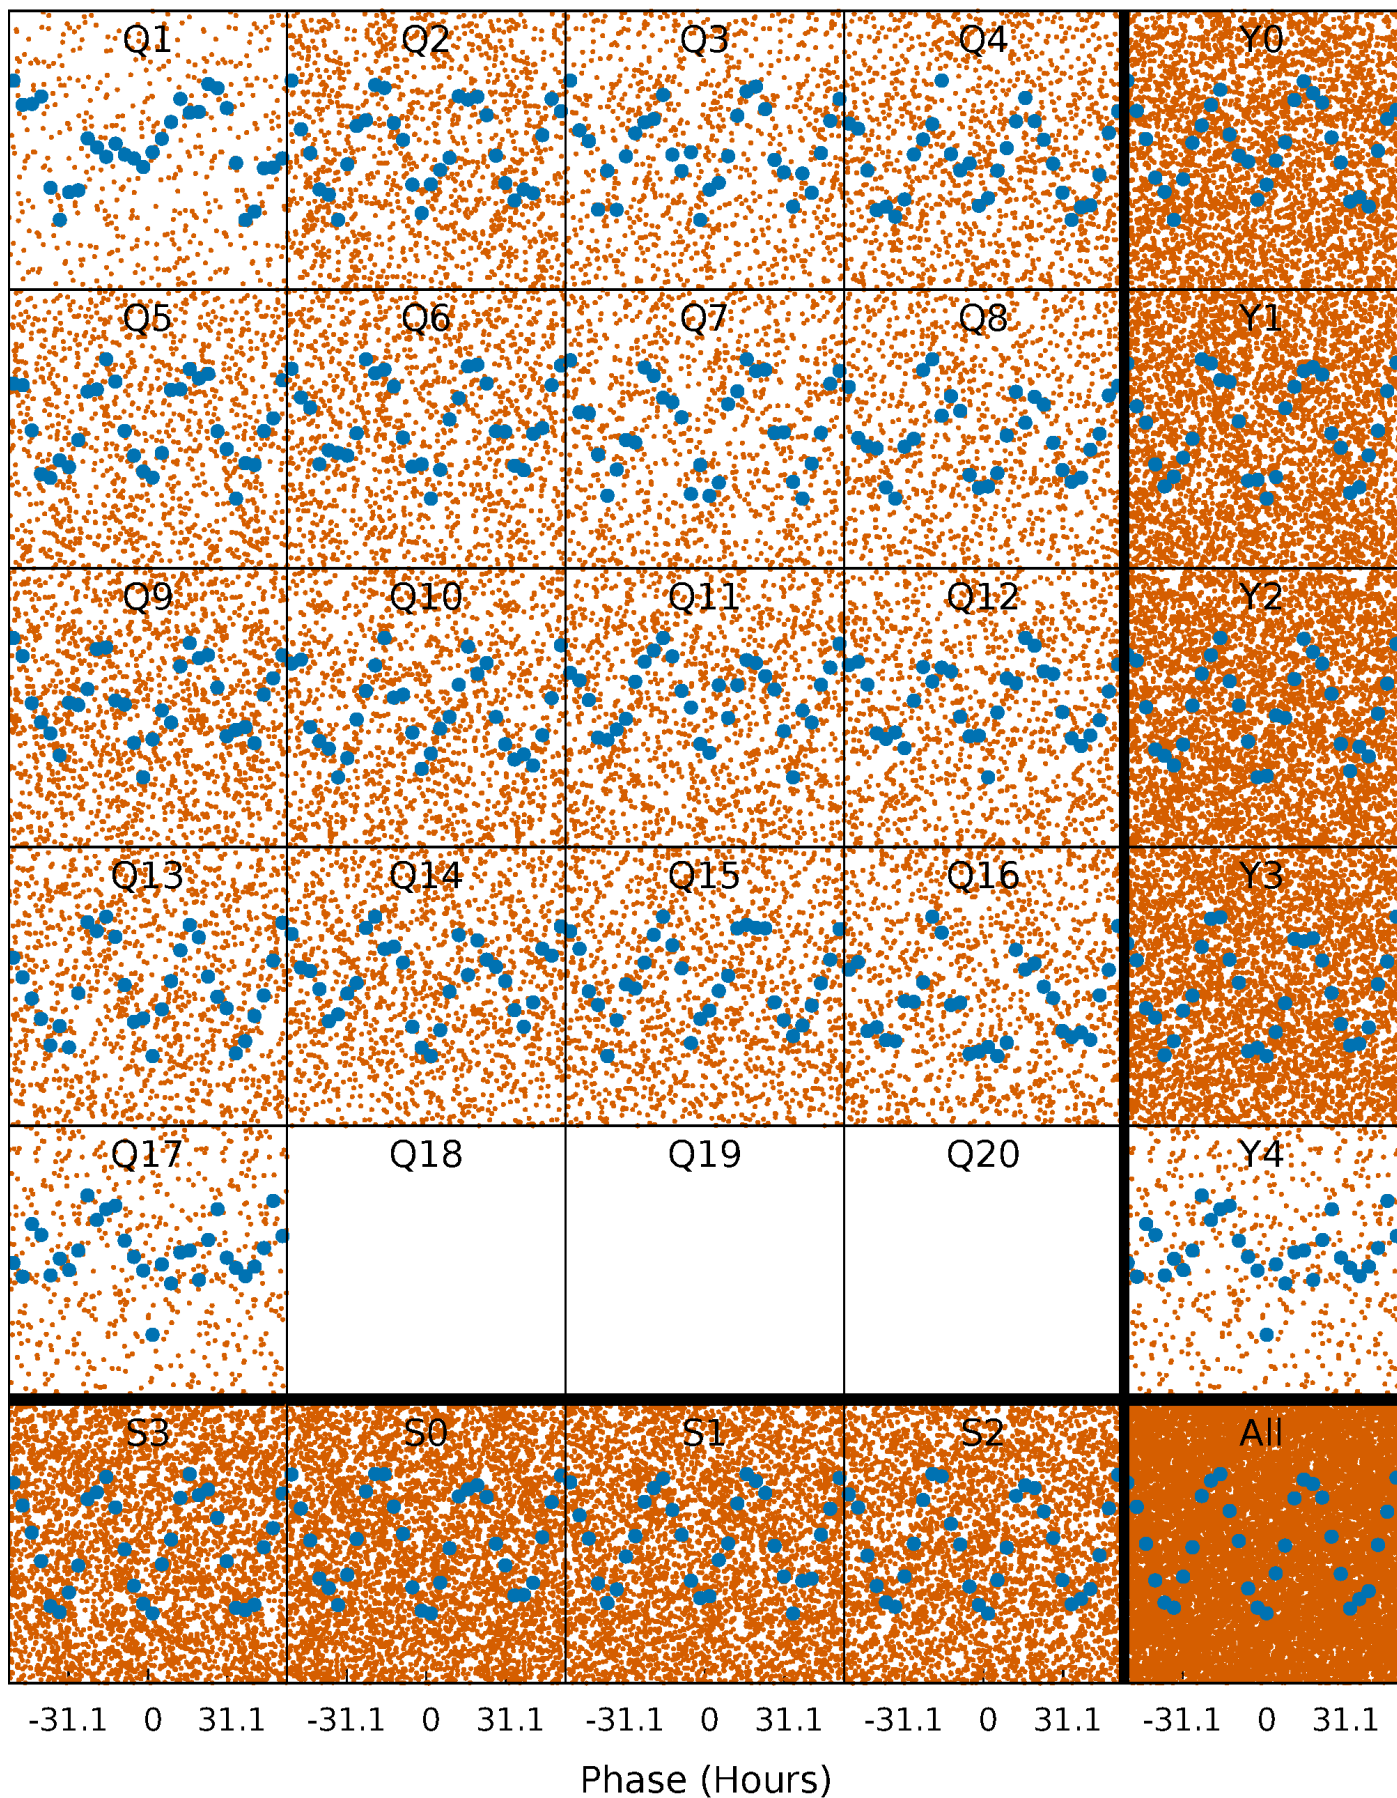 Q1 Q2 Q3 Q4 Y0
Q5 Q6 Q7 Q8 Y1
Q9 Q10 Q11 Q12 Y2
Q13 Q14 Q15 Q16 Y3
Q17 Q18 Q19 Q20 Y4
S3 S0 S1 S2 All
-31.1 0 31.1 -31.1 0 31.1 -31.1 0 31.1 -31.1 0 31.1 -31.1 0 31.1
Phase (Hours)